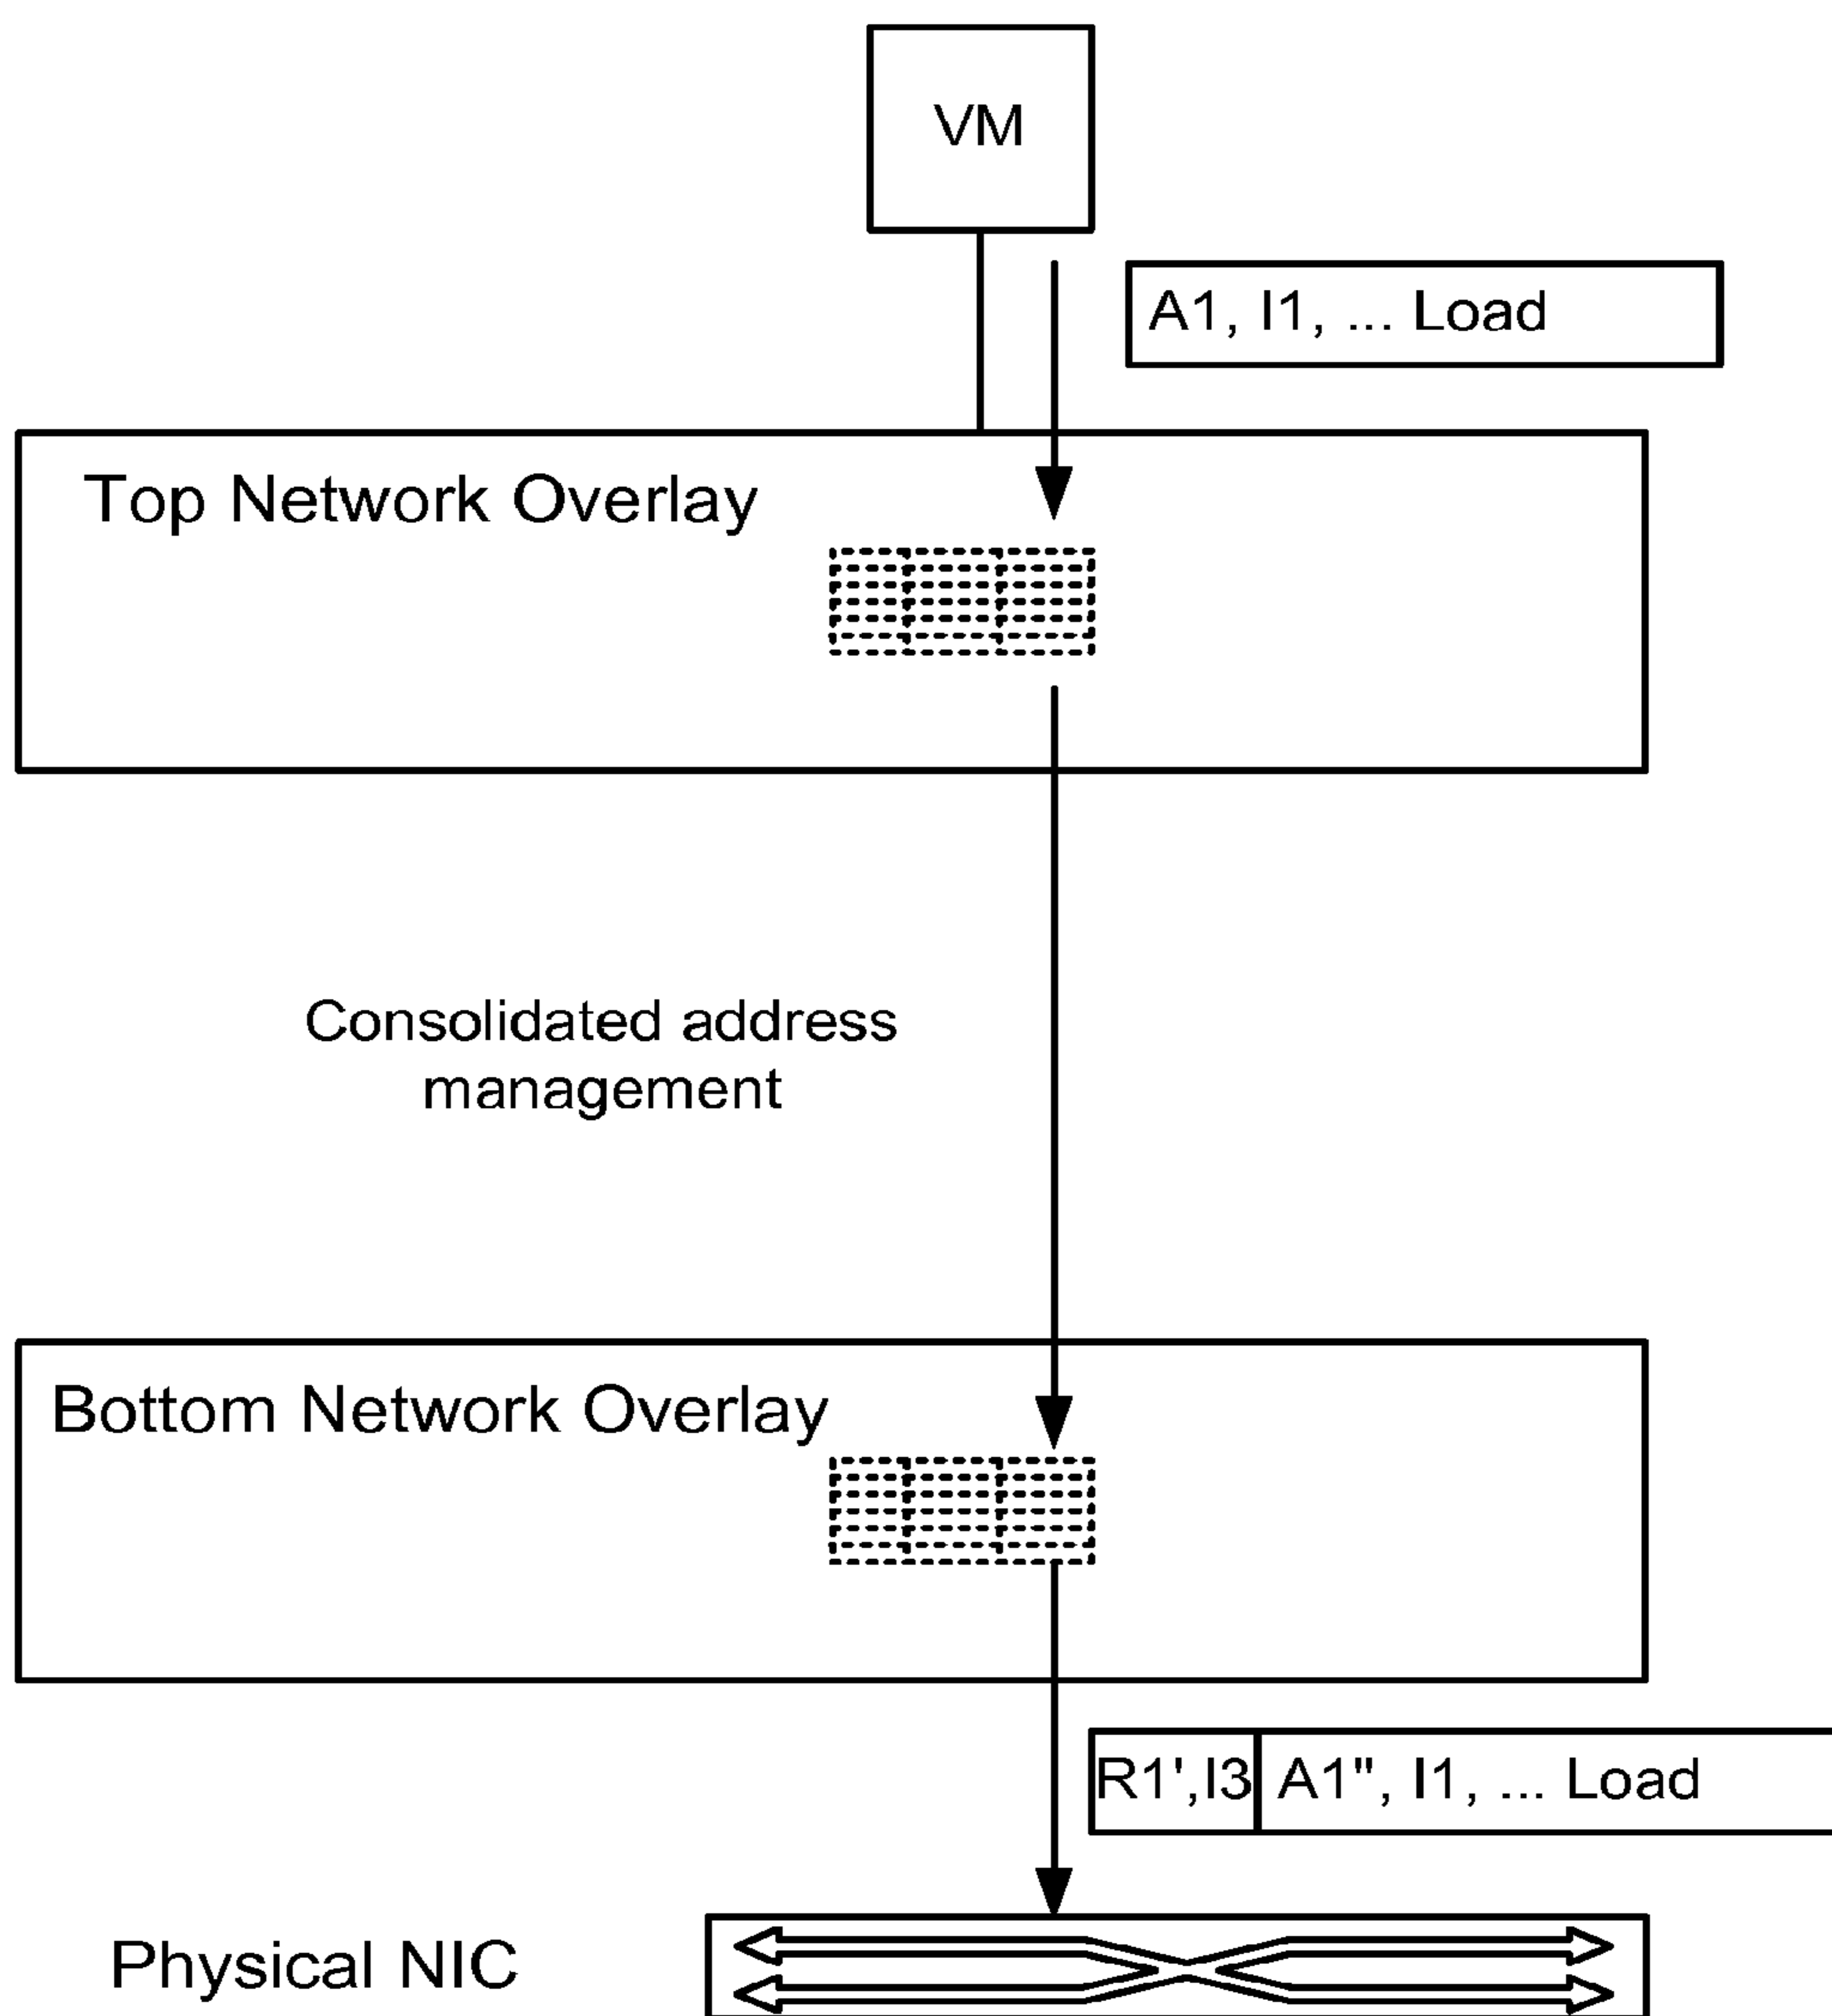 VM
A1, I1, ... Load
Top Network Overlay
Consolidated address
management
Bottom Network Overlay
R1',I3 A1'', I1, ... Load
Physical NIC